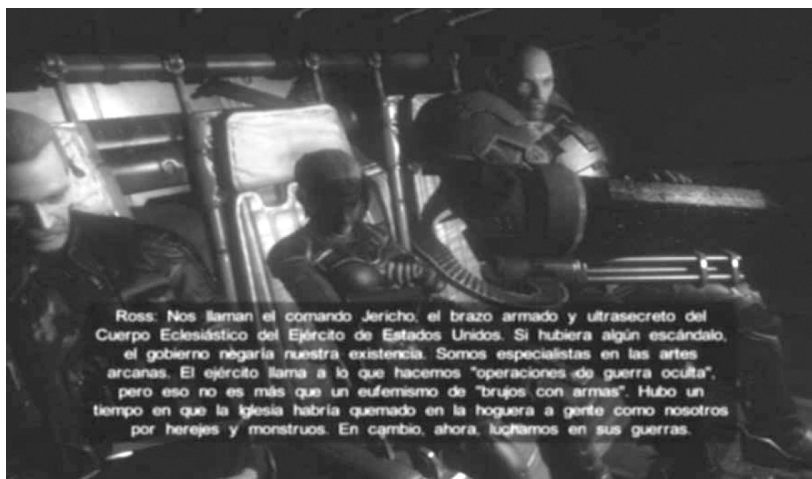 Ross: Nos llaman el comando Jericho, el brazo armado y ultrasecreto del
Cuerpo Eclesiástico del Ejército de Estados Unidos. Si hubiera algún escándalo,
el gobierno negaría nuestra existencia. Somos especialistas en las artes
arcanas. El ejército llama a lo que hacemos "operaciones de guerra oculta",
pero eso no es más que un eufemismo de "brujos con armas". Hubo un
tiempo en que la Iglesia habría quemado en la hoguera a gente como nosotros
por herejes y monstruos. En cambio, ahora, luchamos en sus guerras.